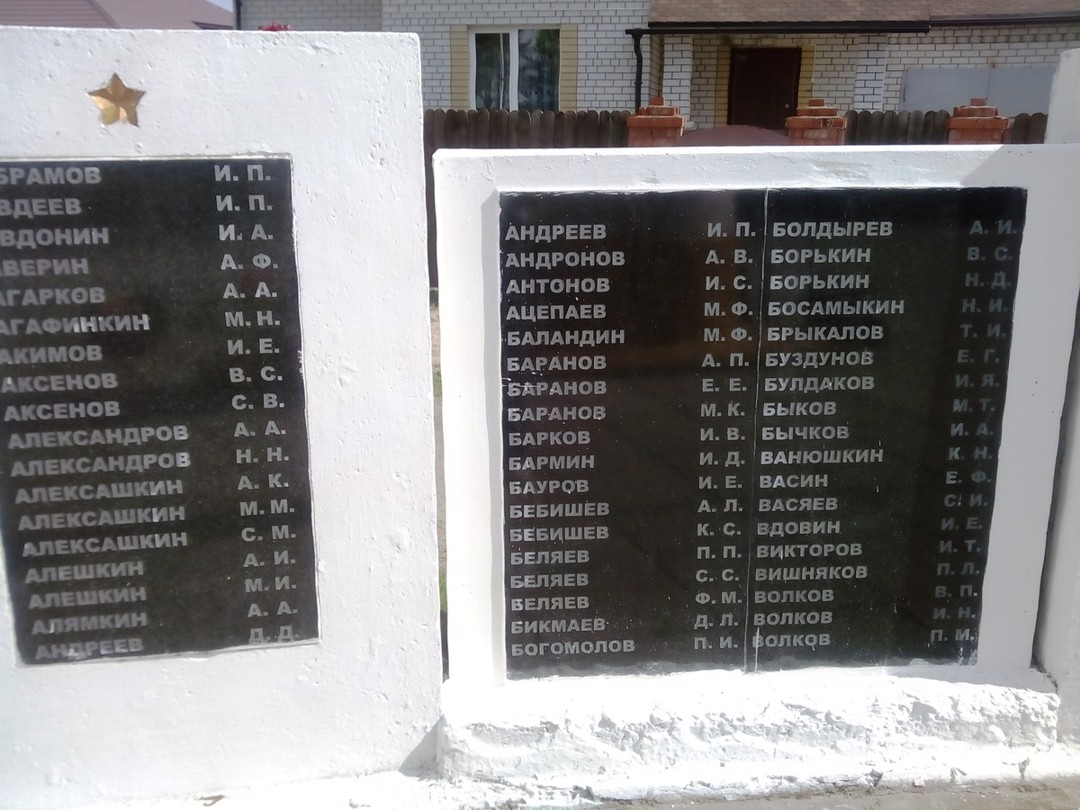 БРАМОВ И. П.
ВДЕЕВ И. П.
ВДОНИН И. А.
АВЕРИН А. Ф.
АГАРКОВ А. А.
АГАФИНКИН М. Н.
АКИМОВ И. Е.
АКСЕНОВ В. С.
АКСЕНОВ С. В.
АЛЕКСАНДРОВ А. А.
АЛЕКСАНДРОВ Н. Н.
АЛЕКСАШКИН А. К.
АЛЕКСАШКИН М. М.
АЛЕКСАШКИН С. М.
АЛЕШКИН А. И.
АЛЕШКИН М. И.
АЛЯМКИН А. А.
АНДРЕЕВ Д. Д.
АНДРЕЕВ И. П.
АНДРОНОВ А. В.
АНТОНОВ И. С.
АЦЕПАЕВ М. Ф.
БАЛАНДИН М. Ф.
БАРАНОВ А. П.
БАРАНОВ Е. Е.
БАРАНОВ М. К.
БАРКОВ И. В.
БАРМИН И. Д.
БАУРОВ И. Е.
БЕБИШЕВ А. Л.
БЕБИШЕВ К. С.
БЕЛЯЕВ П. П.
БЕЛЯЕВ С. С.
БЕЛЯЕВ Ф. М.
БИКМАЕВ Д. Л.
БОГОМОЛОВ П. И.
БОЛДЫРЕВ А. И.
БОРЬКИН В. С.
БОРЬКИН Н. Д.
БОСАМЫКИН Н. И.
БРЫКАЛОВ Т. И.
БУЗДУНОВ Е. Г.
БУЛДАКОВ И. Я.
БЫКОВ М. Т.
БЫЧКОВ И. А.
ВАНЮШКИН К. Н.
ВАСИН Е. Ф.
ВАСЯЕВ С. И.
ВДОВИН И. Е.
ВИКТОРОВ И. Т.
ВИШНЯКОВ П. Л.
ВОЛКОВ В. П.
ВОЛКОВ И. Н.
ВОЛКОВ П. М.